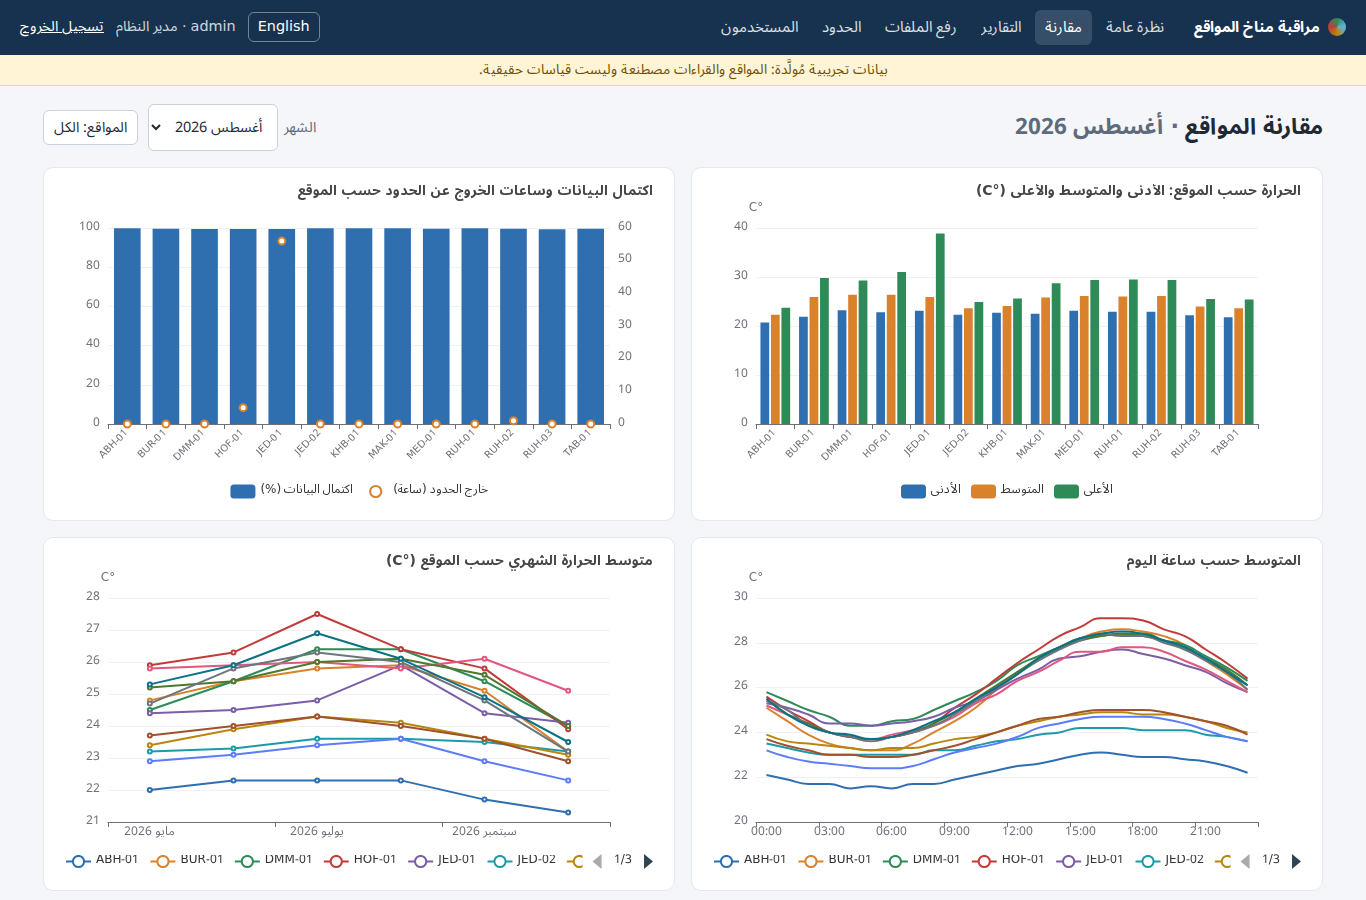 مراقبة مناخ المواقع
نظرة عامة
مقارنة
التقارير
رفع الملفات
الحدود
المستخدمون
English
admin · مدير النظام
تسجيل الخروج
بيانات تجريبية مُولَّدة: المواقع والقراءات مصطنعة وليست قياسات حقيقية.
مقارنة المواقع · أغسطس 2026
الشهر
أغسطس 2026
المواقع: الكل
الحرارة حسب الموقع: الأدنى والمتوسط والأعلى (°C)
°C
40
30
20
10
0
ABH-01 BUR-01 DMM-01 HOF-01 JED-01 JED-02 KHB-01 MAK-01 MED-01 RUH-01 RUH-02 RUH-03 TAB-01
الأدنى المتوسط الأعلى
اكتمال البيانات وساعات الخروج عن الحدود حسب الموقع
100 60
80 50
60 40
40 30
20 20
0 10
0
ABH-01 BUR-01 DMM-01 HOF-01 JED-01 JED-02 KHB-01 MAK-01 MED-01 RUH-01 RUH-02 RUH-03 TAB-01
اكتمال البيانات (%) خارج الحدود (ساعة)
المتوسط حسب ساعة اليوم
°C
30
28
26
24
22
20
00:00 03:00 06:00 09:00 12:00 15:00 18:00 21:00
ABH-01 BUR-01 DMM-01 HOF-01 JED-01 JED-02 1/3
متوسط الحرارة الشهري حسب الموقع (°C)
°C
28
27
26
25
24
23
22
21
مايو 2026 يوليو 2026 سبتمبر 2026
ABH-01 BUR-01 DMM-01 HOF-01 JED-01 JED-02 1/3